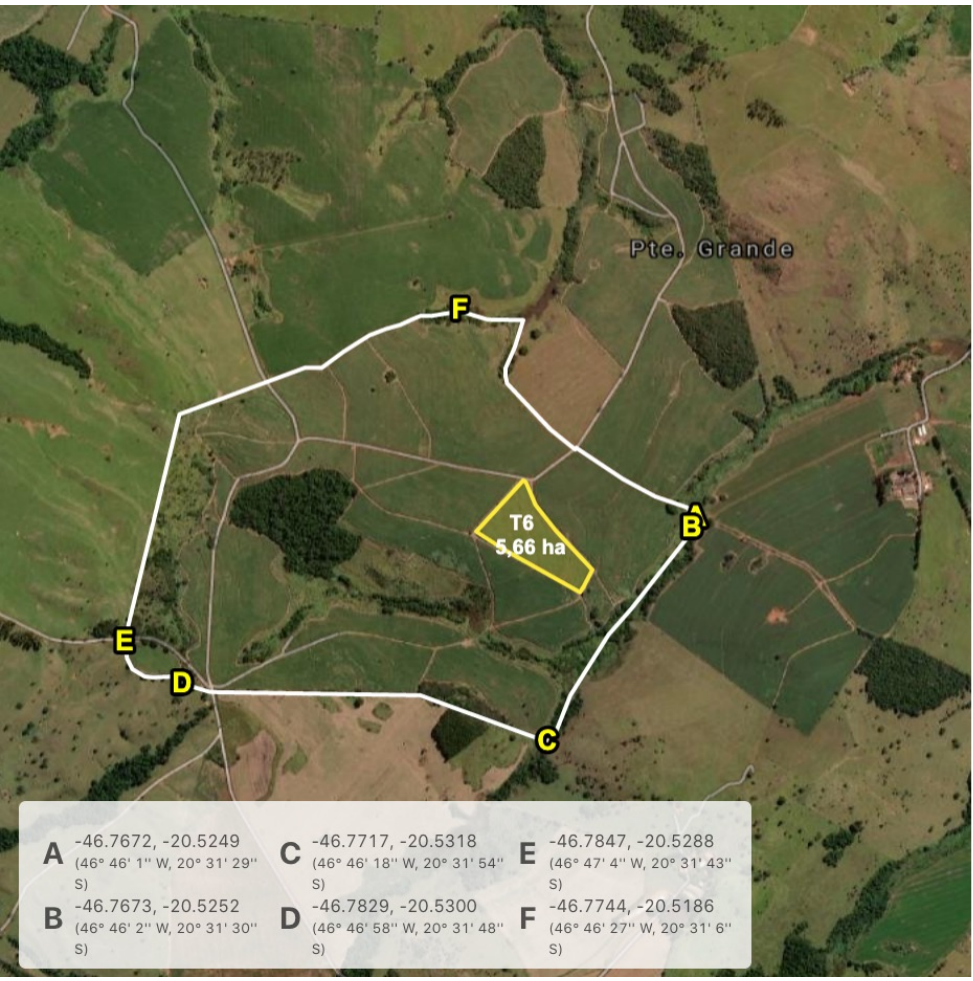 Pte. Grande
F
T6
5,66 ha
A
B
E
D
C
A -46.7672, -20.5249
(46° 46' 1'' W, 20° 31' 29''
S)
C -46.7717, -20.5318
(46° 46' 18'' W, 20° 31' 54''
S)
E -46.7847, -20.5288
(46° 47' 4'' W, 20° 31' 43''
S)
B -46.7673, -20.5252
(46° 46' 2'' W, 20° 31' 30''
S)
D -46.7829, -20.5300
(46° 46' 58'' W, 20° 31' 48''
S)
F -46.7744, -20.5186
(46° 46' 27'' W, 20° 31' 6''
S)